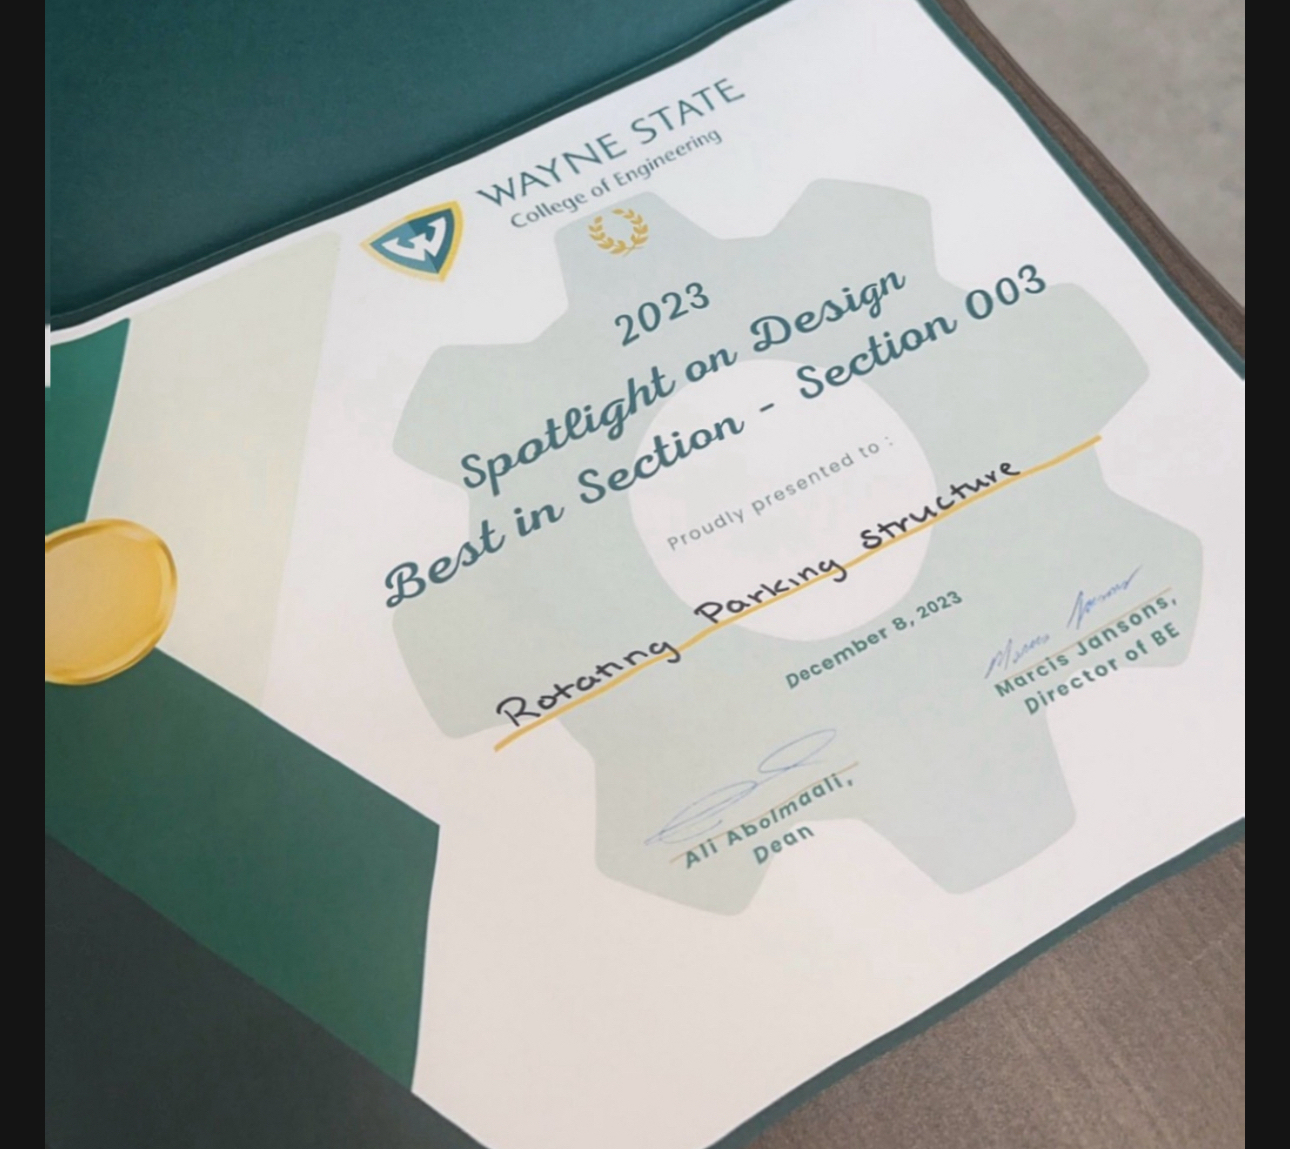 WAYNE STATE
College of Engineering
W
2023
Spotlight on Design
Best in Section - Section 003
Proudly presented to :
Rotating Parking Structure
December 8, 2023
Marcis Jansons,
Director of BE
Ali Abolmaali,
Dean